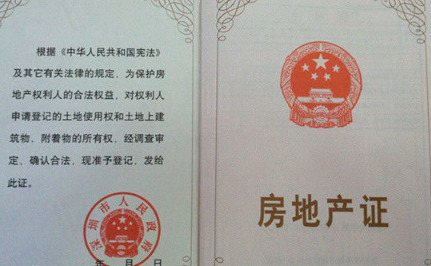 根据《中华人民共和国宪法》
及其它有关法律的规定，为保护房
地产权利人的合法权益，对权利人
申请登记的土地使用权和土地上建
筑物、附着物的所有权，经调查审
定，确认合法，现准予登记，发给
此证。
深圳市人民政府
年 月 日
房地产证